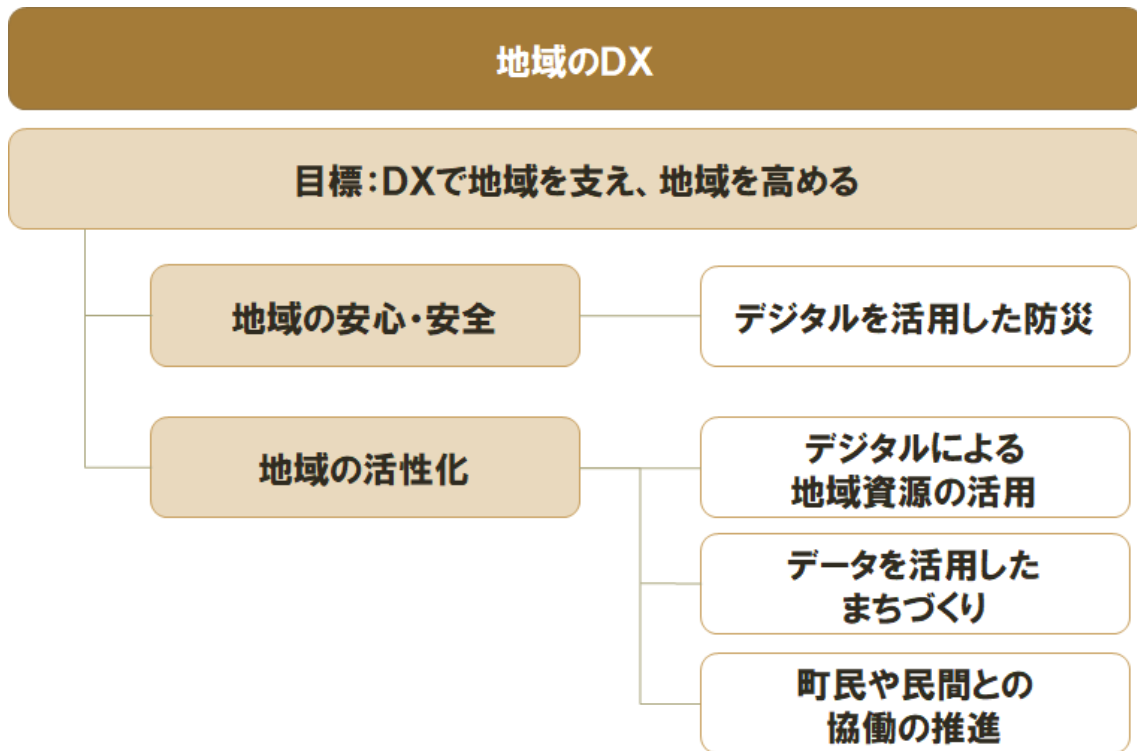 地域のDX
目標：DXで地域を支え、地域を高める
地域の安心・安全
デジタルを活用した防災
地域の活性化
デジタルによる
地域資源の活用
データを活用した
まちづくり
町民や民間との
協働の推進